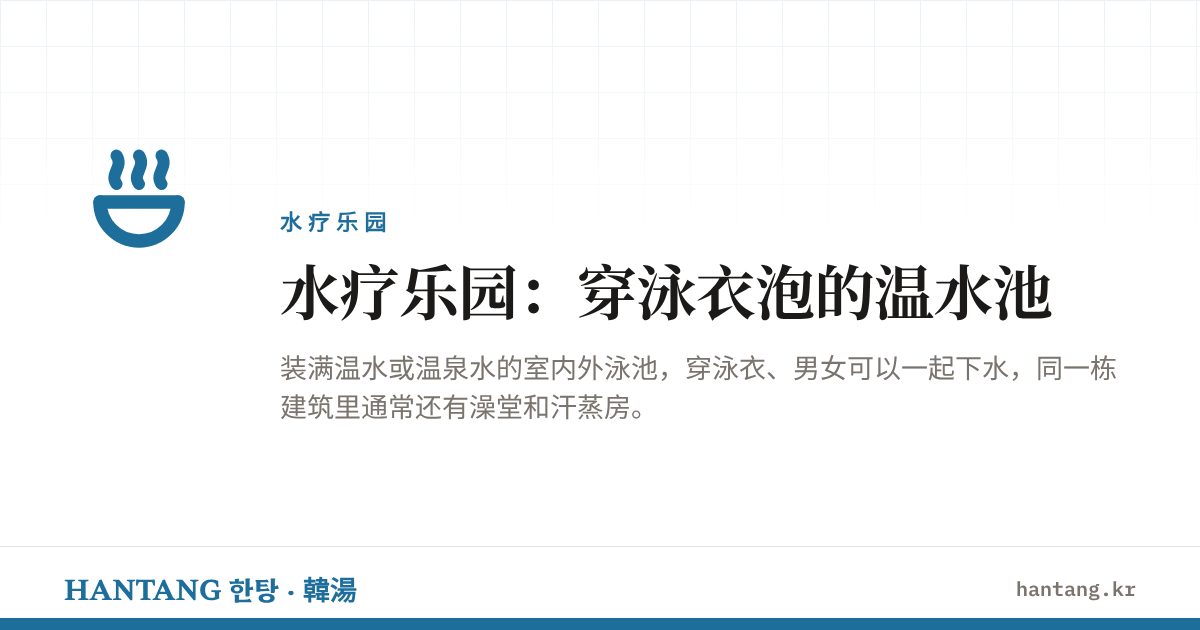 水疗乐园
水疗乐园：穿泳衣泡的温水池
装满温水或温泉水的室内外泳池，穿泳衣、男女可以一起下水，同一栋
建筑里通常还有澡堂和汗蒸房。
HANTANG 한탕 · 韓湯
hantang.kr